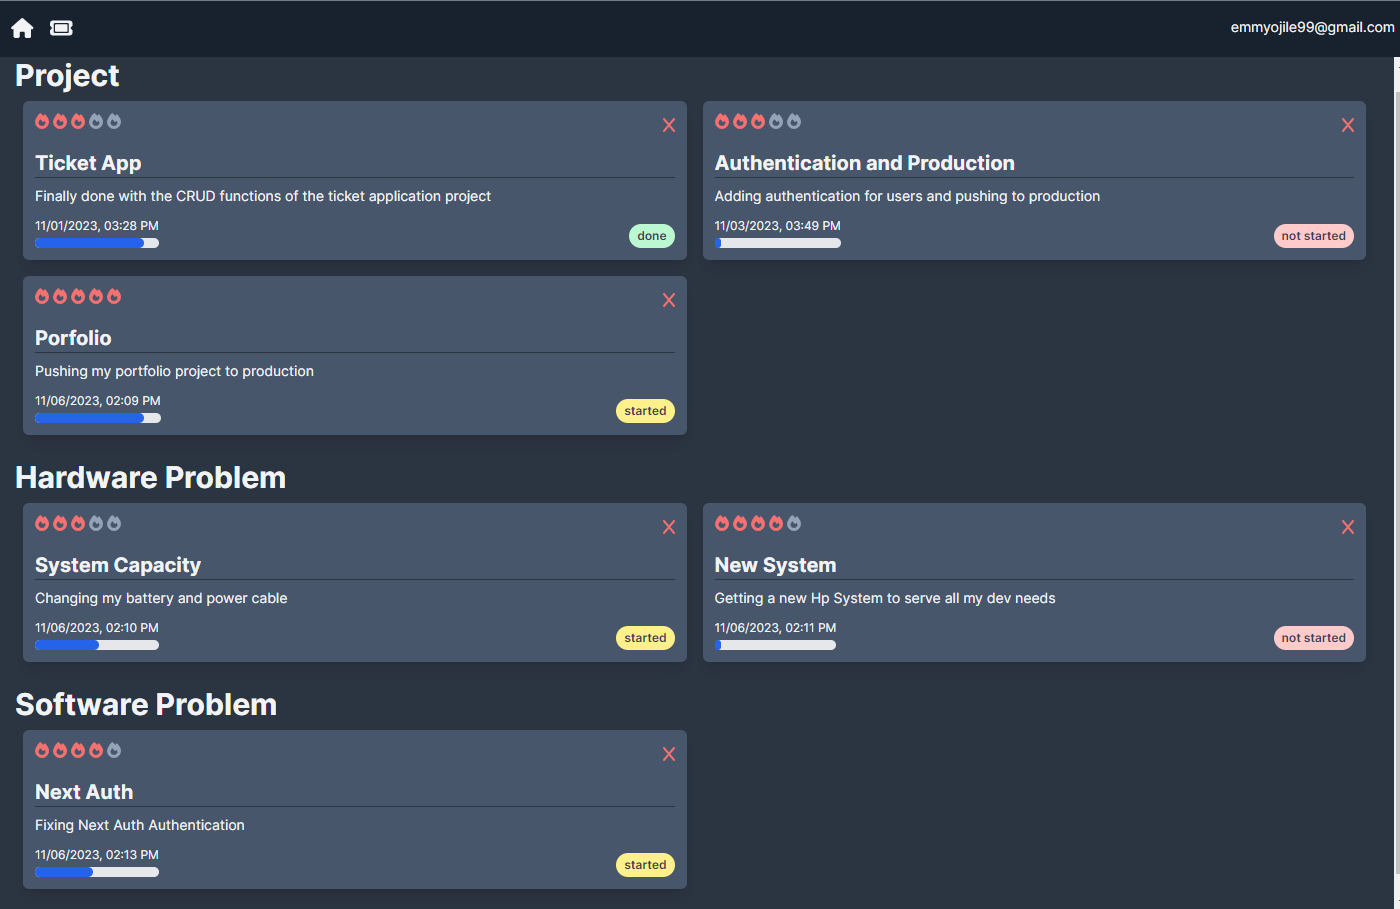 emmyojile99@gmail.com
Project
Ticket App
Finally done with the CRUD functions of the ticket application project
11/01/2023, 03:28 PM
done
Authentication and Production
Adding authentication for users and pushing to production
11/03/2023, 03:49 PM
not started
Porfolio
Pushing my portfolio project to production
11/06/2023, 02:09 PM
started
Hardware Problem
System Capacity
Changing my battery and power cable
11/06/2023, 02:10 PM
started
New System
Getting a new Hp System to serve all my dev needs
11/06/2023, 02:11 PM
not started
Software Problem
Next Auth
Fixing Next Auth Authentication
11/06/2023, 02:13 PM
started